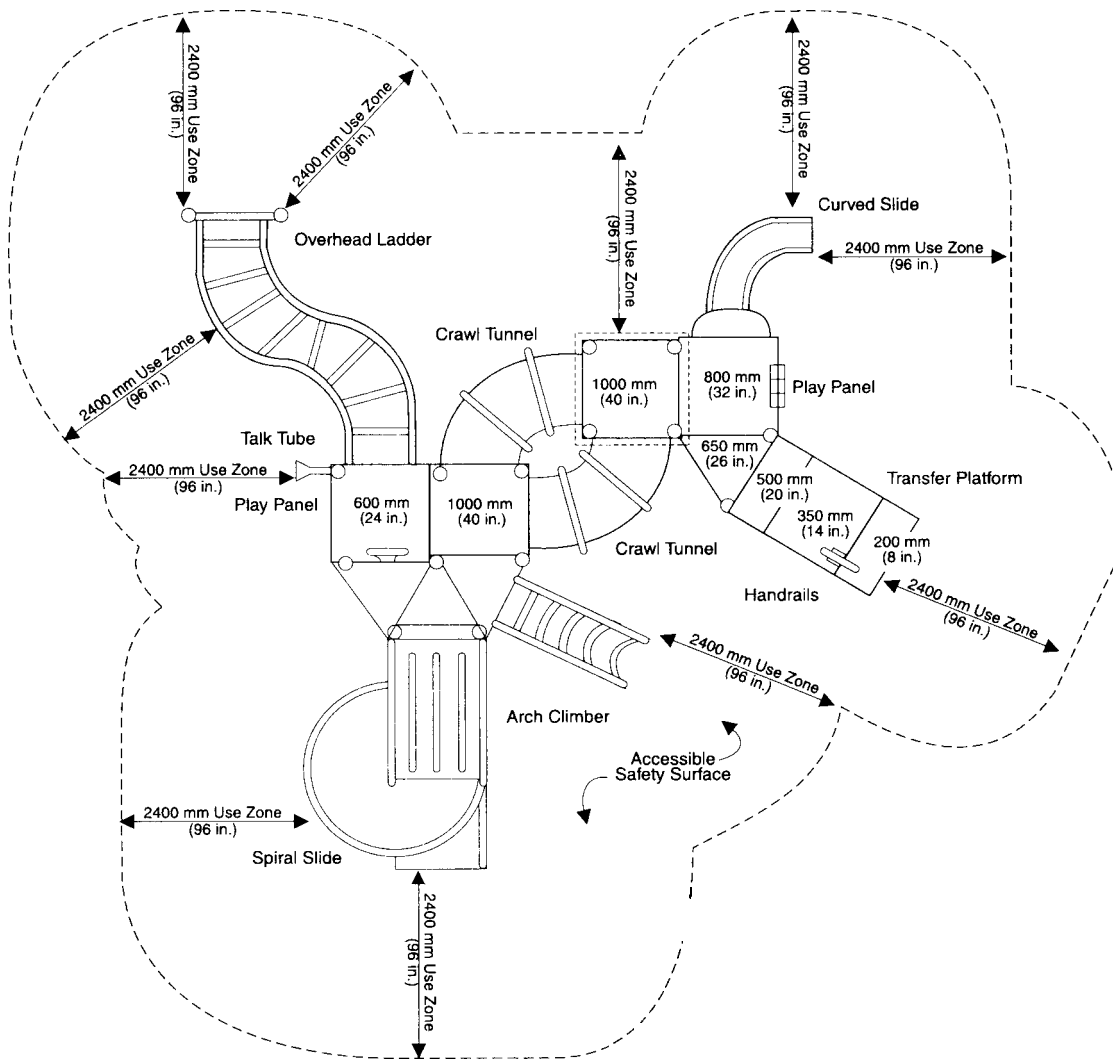 2400 mm Use Zone
(96 in.)
2400 mm Use Zone
(96 in.)
2400 mm Use Zone
(96 in.)
2400 mm Use Zone
(96 in.)
Curved Slide
Overhead Ladder
2400 mm Use Zone
(96 in.)
Crawl Tunnel
2400 mm Use Zone
(96 in.)
1000 mm
(40 in.)
800 mm
(32 in.)
Play Panel
Talk Tube
650 mm
(26 in.)
2400 mm Use Zone
(96 in.)
500 mm
(20 in.)
Transfer Platform
Play Panel
600 mm
(24 in.)
1000 mm
(40 in.)
350 mm
(14 in.)
200 mm
(8 in.)
Crawl Tunnel
Handrails
2400 mm Use Zone
(96 in.)
2400 mm Use Zone
(96 in.)
Arch Climber
Accessible
Safety Surface
2400 mm Use Zone
(96 in.)
Spiral Slide
2400 mm Use Zone
(96 in.)